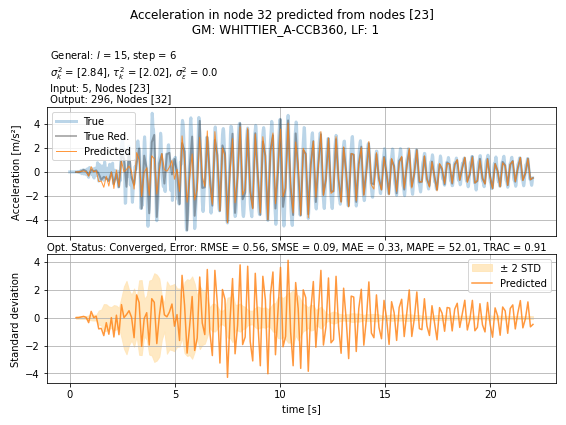 Acceleration in node 32 predicted from nodes [23]
GM: WHITTIER_A-CCB360, LF: 1
General: l = 15, step = 6
σ²ₖ = [2.84], τ²ₖ = [2.02], σ²ᵣ = 0.0
Input: 5, Nodes [23]
Output: 296, Nodes [32]
True
True Red.
Predicted
Acceleration [m/s²]
4
2
0
−2
−4
Opt. Status: Converged, Error: RMSE = 0.56, SMSE = 0.09, MAE = 0.33, MAPE = 52.01, TRAC = 0.91
± 2 STD
Predicted
Standard deviation
4
2
0
−2
−4
0
5
10
15
20
time [s]